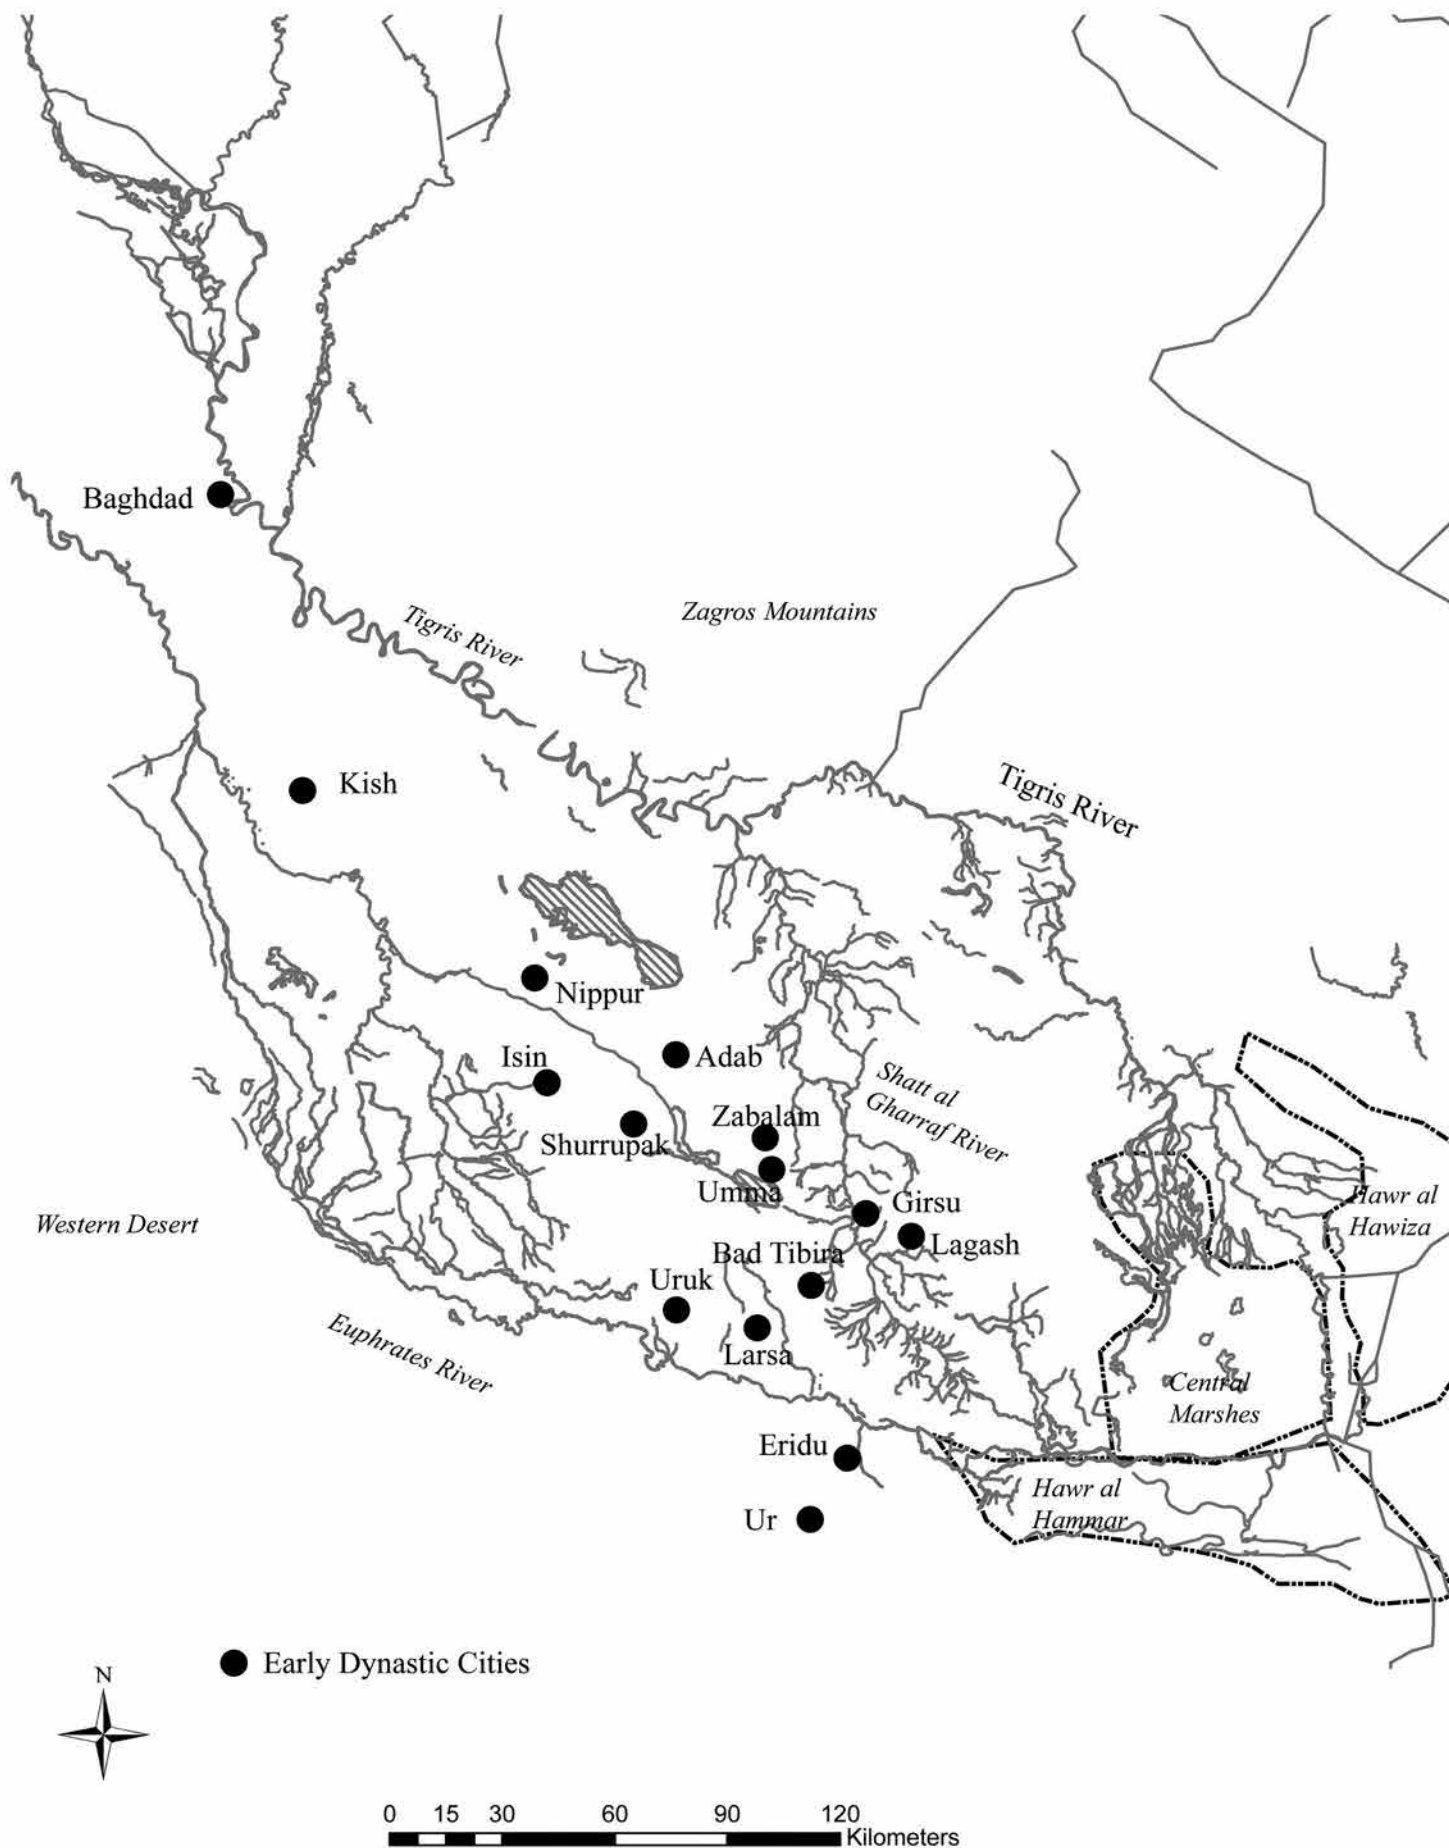 Baghdad
Tigris River
Zagros Mountains
Kish
Tigris River
Nippur
Isin
Adab
Shatt al
Gharraf River
Zabalam
Shurrupak
Umma
Girsu
Hawr al
Hawiza
Western Desert
Lagash
Bad Tibira
Uruk
Euphrates River
Larsa
Central
Marshes
Eridu
Hawr al
Hammar
Ur
Early Dynastic Cities
N
0 15 30 60 90 120
Kilometers